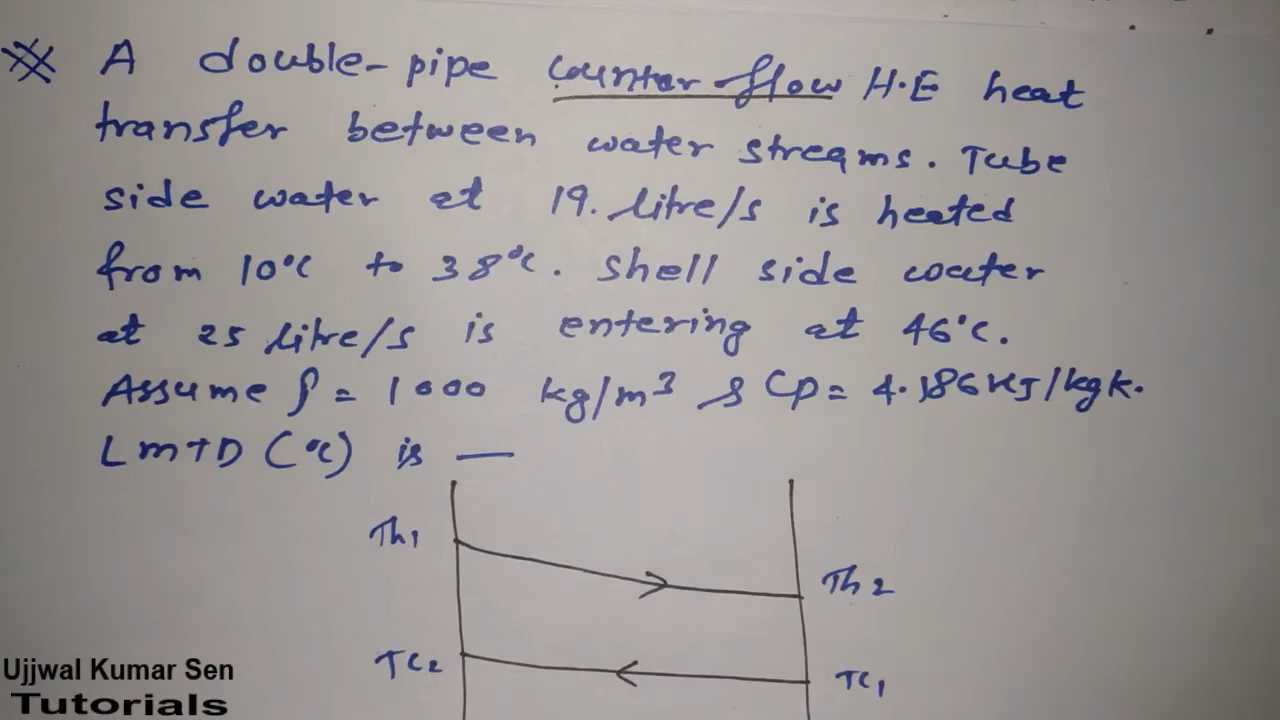 A double-pipe counter flow H.E heat
transfer between water streams. Tube
side water at 19. litre/s is heated
from 10°C to 38°C. Shell side water
at 25 litre/s is entering at 46°C.
Assume ρ = 1000 kg/m³ & Cp = 4.186 KJ/kgk.
LmTD (°C) is —
Th1
Th2
TC2
TC1
Ujjwal Kumar Sen
Tutorials